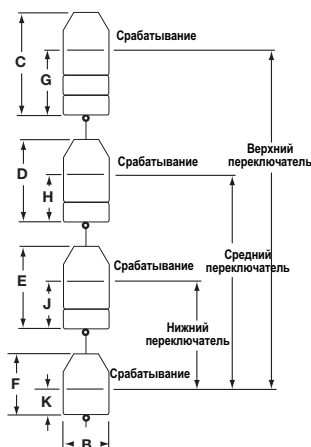 C
Срабатывание
G
Верхний
переключатель
D
Срабатывание
H
Средний
переключатель
E
Срабатывание
J
Нижний
переключатель
F
Срабатывание
K
B